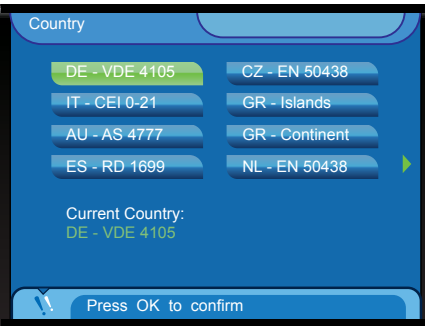 Country
DE - VDE 4105
CZ - EN 50438
IT - CEI 0-21
GR - Islands
AU - AS 4777
GR - Continent
ES - RD 1699
NL - EN 50438
Current Country:
DE - VDE 4105
Press OK to confirm